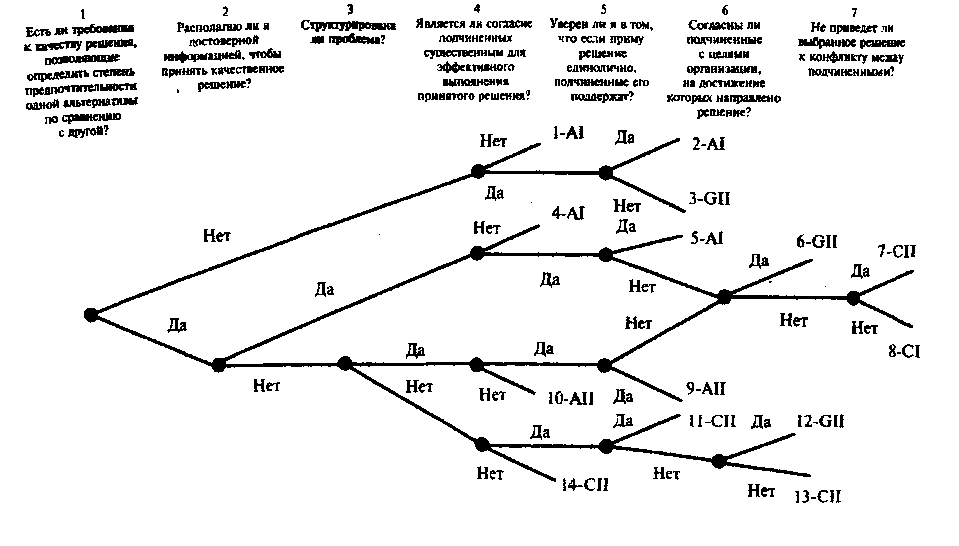 1
Есть ли требования
к качеству решения,
позволяющие
определить степень
предпочтительности
одной альтернативы
по сравнению
с другой?
2
Располагаю ли я
достоверной
информацией, чтобы
принять качественное
решение?
3
Структурирована
ли проблема?
4
Является ли согласие
подчиненных
существенным для
эффективного
выполнения
принятого решения?
5
Уверен ли я в том,
что если приму
решение
единолично,
подчиненные его
поддержат?
6
Согласны ли
подчиненные
с целями
организации,
на достижение
которых направлено
решение?
7
Не приведет ли
выбранное решение
к конфликту между
подчиненными?
Нет
1-AI
Да
2-AI
Да
Нет
3-GII
Нет
4-AI
Да
5-AI
Нет
6-GII
7-CII
Да
Да
Да
Да
Нет
Да
Нет
Нет
Нет
8-CI
Да
Да
Нет
Нет
Нет
10-AII
Да
9-AII
Да
Да
11-CII
Да
12-GII
Нет
14-CII
Нет
Нет
13-CII